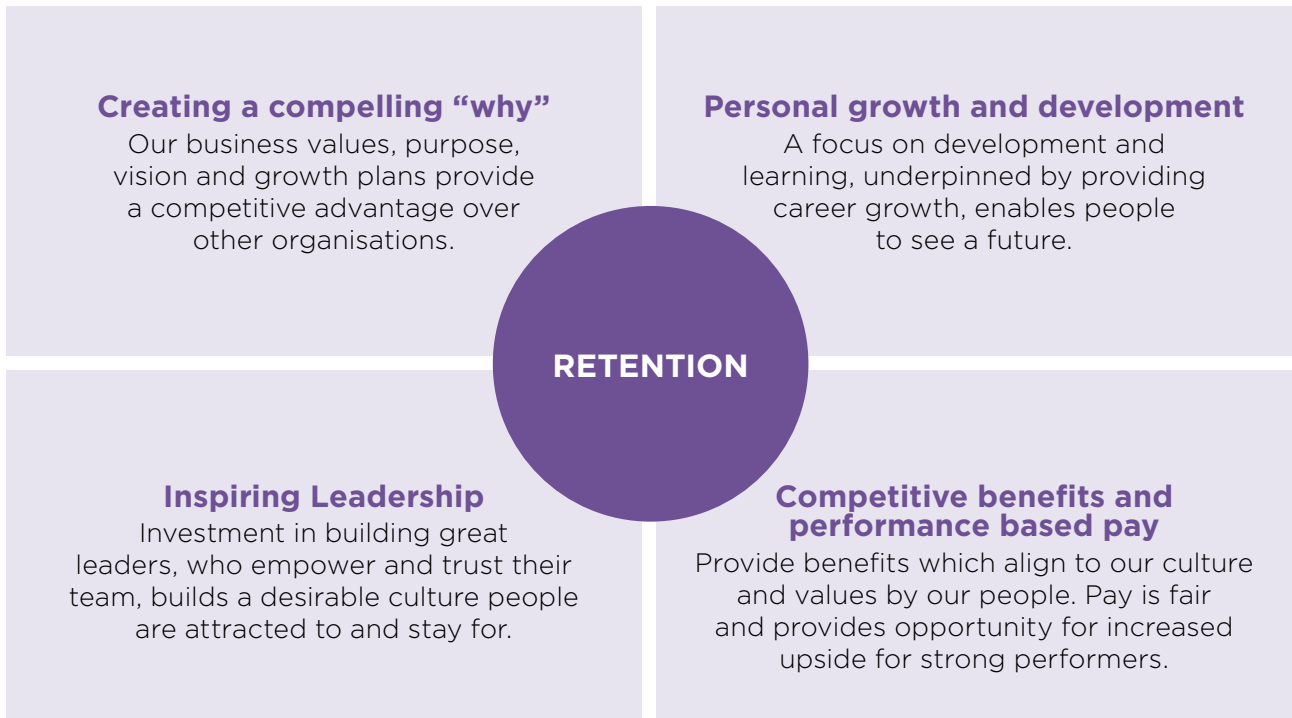 Creating a compelling “why”
Our business values, purpose,
vision and growth plans provide
a competitive advantage over
other organisations.
Personal growth and development
A focus on development and
learning, underpinned by providing
career growth, enables people
to see a future.
RETENTION
Inspiring Leadership
Investment in building great
leaders, who empower and trust their
team, builds a desirable culture people
are attracted to and stay for.
Competitive benefits and
performance based pay
Provide benefits which align to our culture
and values by our people. Pay is fair
and provides opportunity for increased
upside for strong performers.